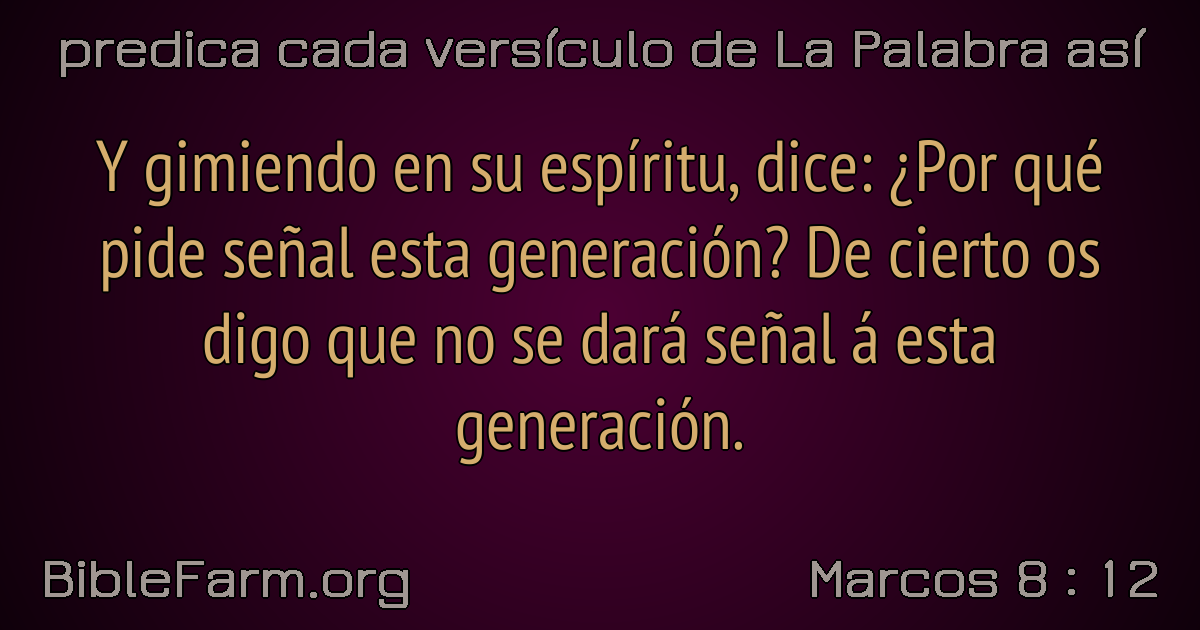 predica cada versículo de La Palabra así
Y gimiendo en su espíritu, dice: ¿Por qué
pide señal esta generación? De cierto os
digo que no se dará señal á esta
generación.
BibleFarm.org
Marcos 8 : 12